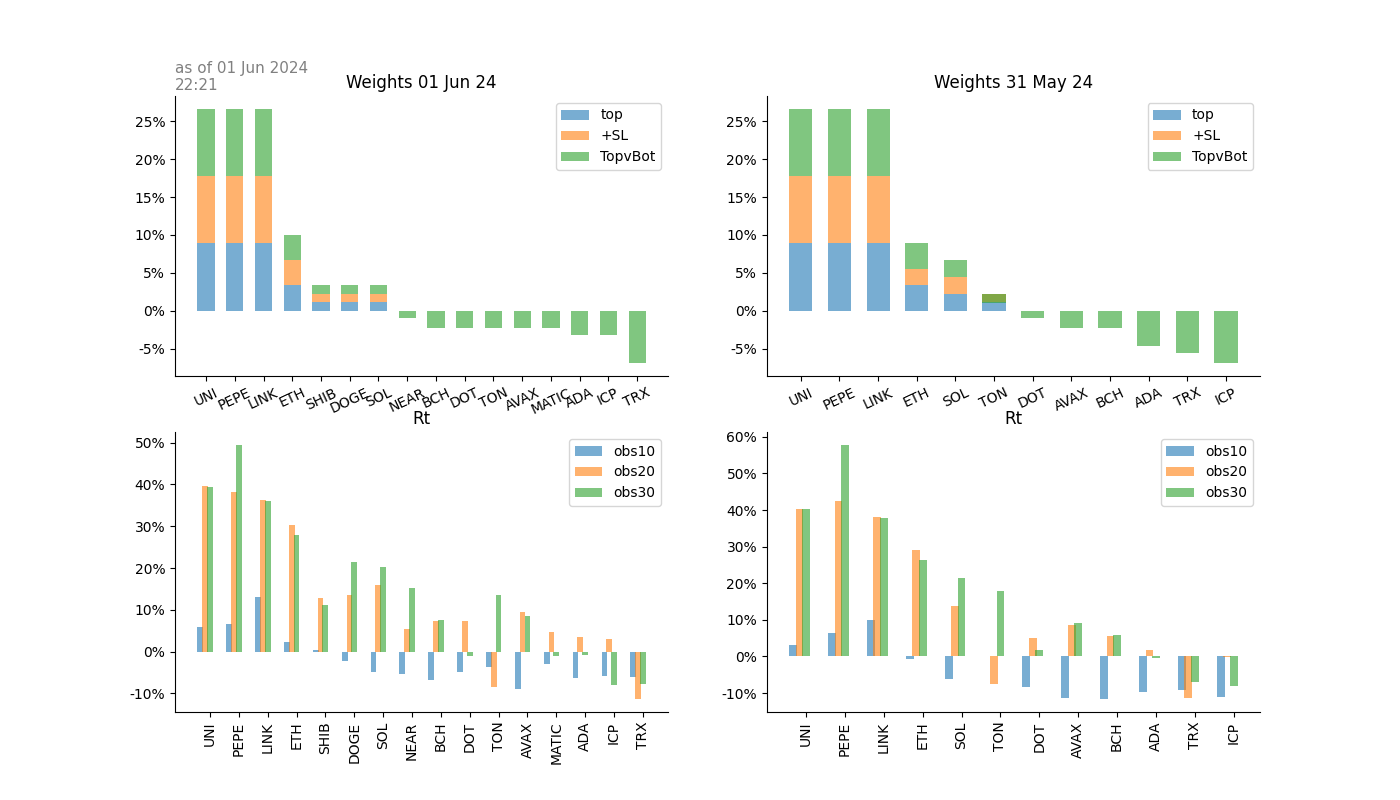 as of 01 Jun 2024
22:21
Weights 01 Jun 24
top
+SL
TopvBot
25%
20%
15%
10%
5%
0%
-5%
UNI PEPE LINK ETH SHIB DOGE SOL NEAR BCH DOT TON AVAX MATIC ADA ICP TRX
Weights 31 May 24
top
+SL
TopvBot
25%
20%
15%
10%
5%
0%
-5%
UNI PEPE LINK ETH SOL TON DOT AVAX BCH ADA TRX ICP
Rt
obs10
obs20
obs30
50%
40%
30%
20%
10%
0%
-10%
UNI PEPE LINK ETH SHIB DOGE SOL NEAR BCH DOT TON AVAX MATIC ADA ICP TRX
Rt
obs10
obs20
obs30
60%
50%
40%
30%
20%
10%
0%
-10%
UNI PEPE LINK ETH SOL TON DOT AVAX BCH ADA TRX ICP